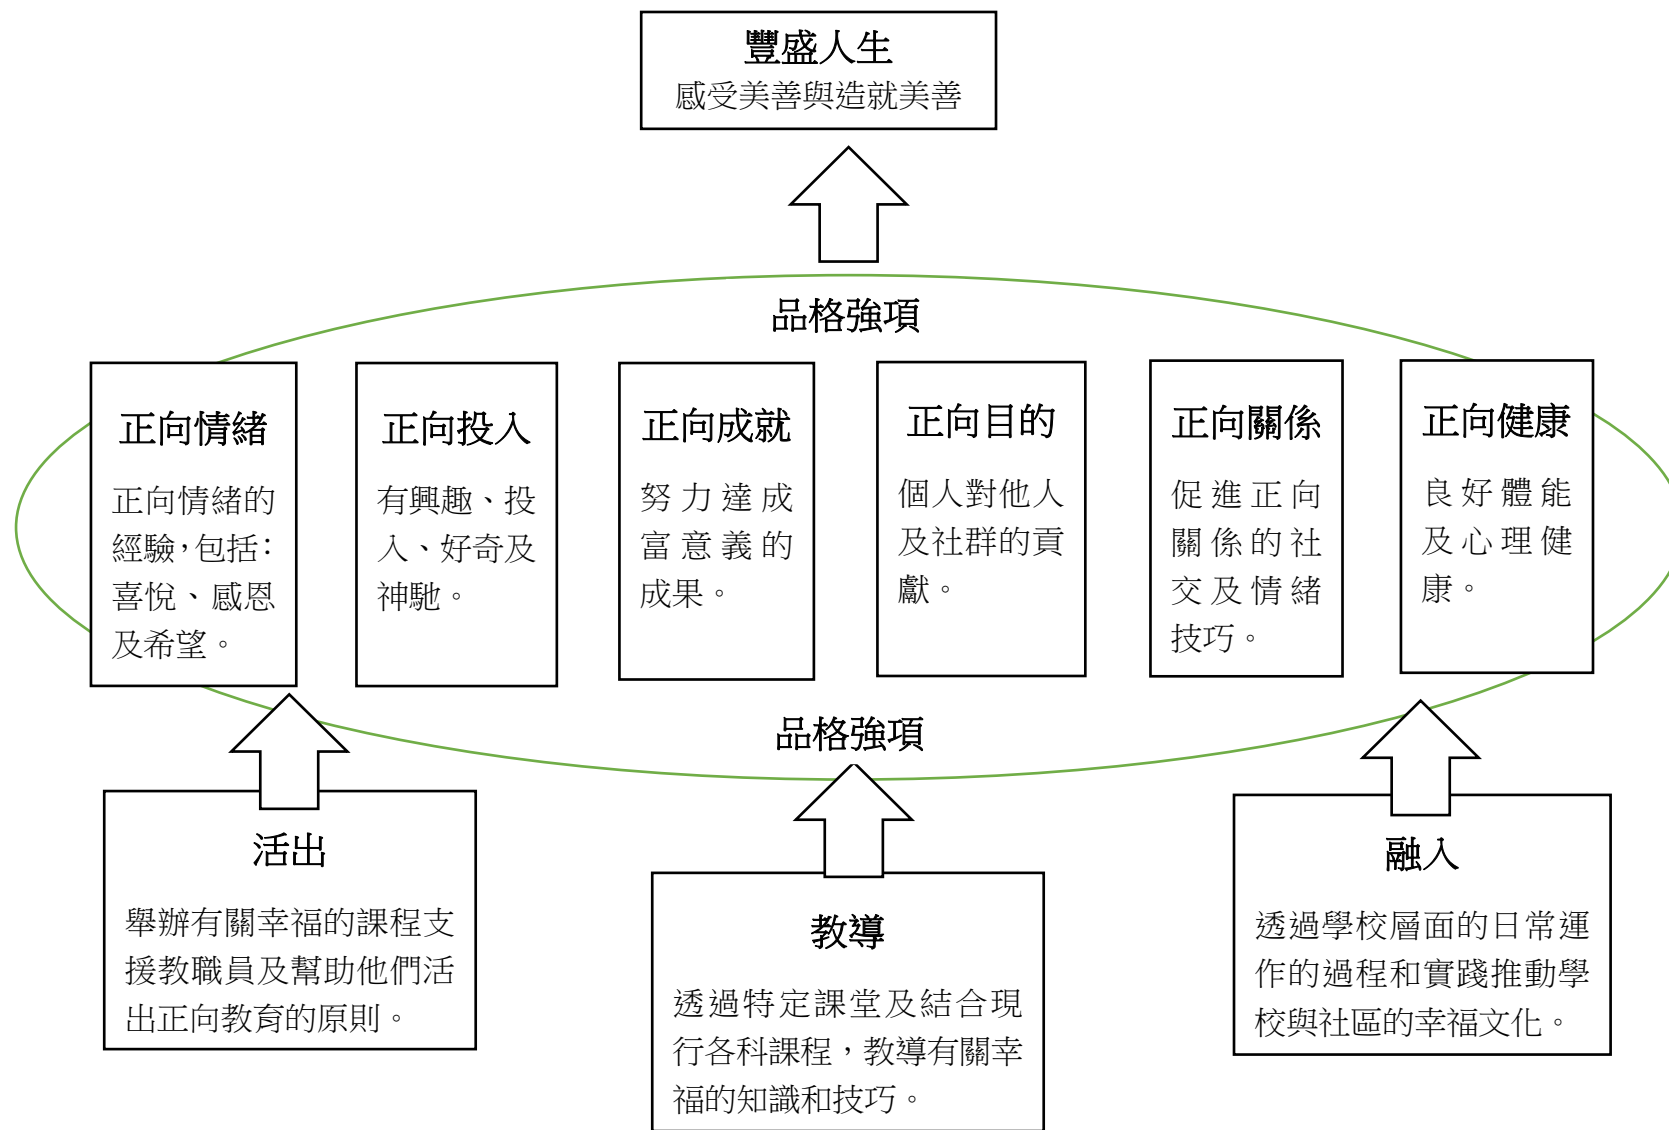 豐盛人生
感受美善與造就美善
品格強項
正向情緒
正向情緒的
經驗，包括：
喜悅、感恩
及希望。
正向投入
有興趣、投
入、好奇及
神馳。
正向成就
努力達成
富意義的
成果。
正向目的
個人對他人
及社群的貢
獻。
正向關係
促進正向
關係的社
交及情緒
技巧。
正向健康
良好體能
及心理健
康。
品格強項
活出
舉辦有關幸福的課程支
援教職員及幫助他們活
出正向教育的原則。
教導
透過特定課堂及結合現
行各科課程，教導有關幸
福的知識和技巧。
融入
透過學校層面的日常運
作的過程和實踐推動學
校與社區的幸福文化。